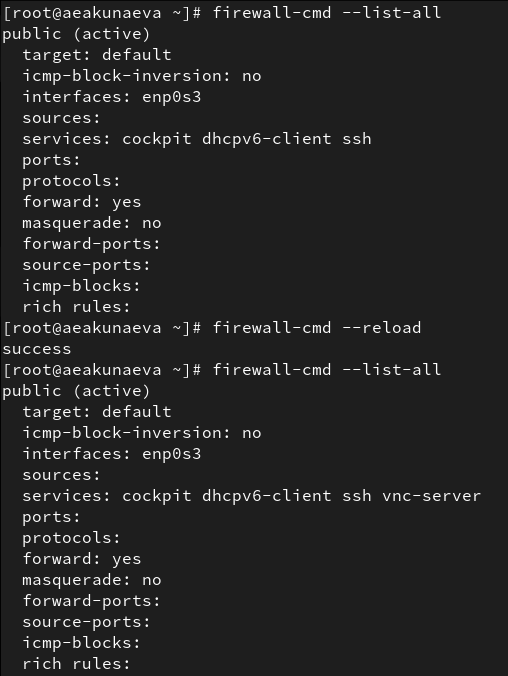 [root@aeakunaeva ~]# firewall-cmd --list-all
public (active)
  target: default
  icmp-block-inversion: no
  interfaces: enp0s3
  sources:
  services: cockpit dhcpv6-client ssh
  ports:
  protocols:
  forward: yes
  masquerade: no
  forward-ports:
  source-ports:
  icmp-blocks:
  rich rules:
[root@aeakunaeva ~]# firewall-cmd --reload
success
[root@aeakunaeva ~]# firewall-cmd --list-all
public (active)
  target: default
  icmp-block-inversion: no
  interfaces: enp0s3
  sources:
  services: cockpit dhcpv6-client ssh vnc-server
  ports:
  protocols:
  forward: yes
  masquerade: no
  forward-ports:
  source-ports:
  icmp-blocks:
  rich rules: